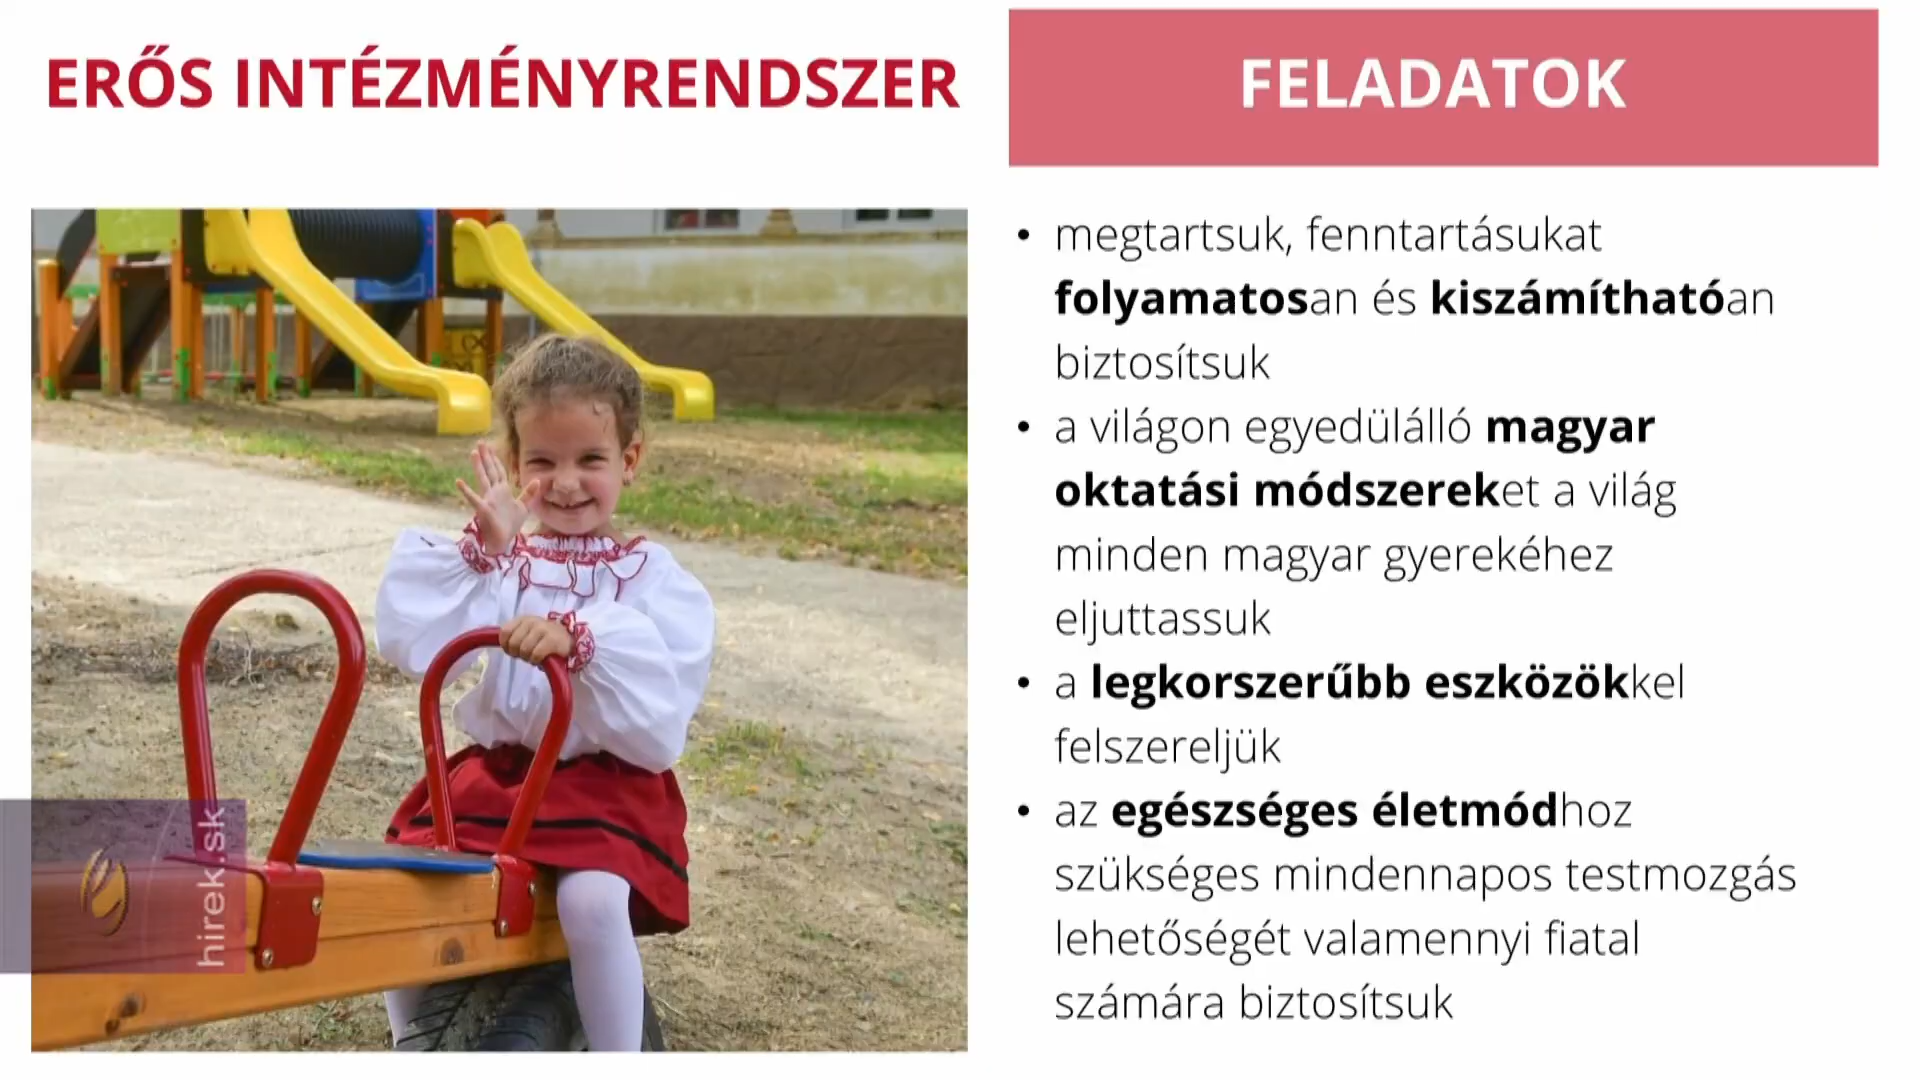 ERŐS INTÉZMÉNYRENDSZER
FELADATOK
megtartsuk, fenntartásukat
folyamatosan és kiszámíthatóan
biztosítsuk
a világon egyedülálló magyar
oktatási módszereket a világ
minden magyar gyerekéhez
eljuttassuk
a legkorszerűbb eszközökkel
felszereljük
az egészséges életmódhoz
szükséges mindennapos testmozgás
lehetőségét valamennyi fiatal
számára biztosítsuk
hirek.sk